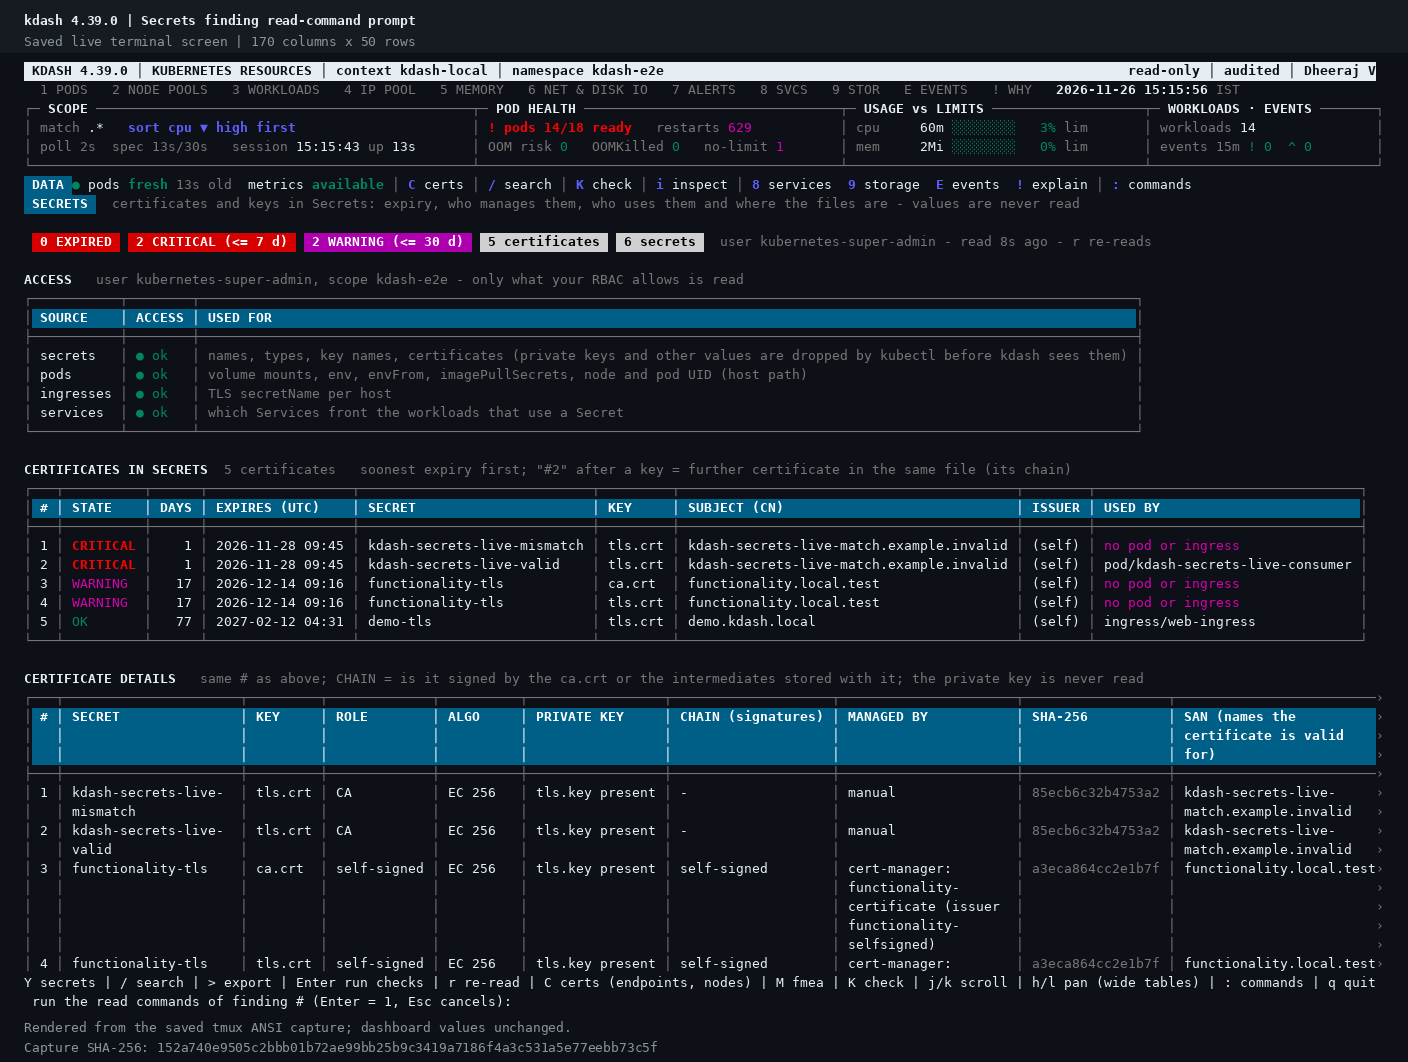 kdash 4.39.0 | Secrets finding read-command prompt
Saved live terminal screen | 170 columns x 50 rows
KDASH 4.39.0 │ KUBERNETES RESOURCES │ context kdash-local │ namespace kdash-e2e read-only │ audited │ Dheeraj V
1 PODS 2 NODE POOLS 3 WORKLOADS 4 IP POOL 5 MEMORY 6 NET & DISK IO 7 ALERTS 8 SVCS 9 STOR E EVENTS ! WHY 2026-11-26 15:15:56 IST
SCOPE POD HEALTH USAGE vs LIMITS WORKLOADS · EVENTS
match .* sort cpu ▼ high first │ ! pods 14/18 ready restarts 629 │ cpu 60m 3% lim │ workloads 14
poll 2s spec 13s/30s session 15:15:43 up 13s │ OOM risk 0 OOMKilled 0 no-limit 1 │ mem 2Mi 0% lim │ events 15m ! 0 ^ 0
DATA ● pods fresh 13s old metrics available │ C certs │ / search │ K check │ i inspect │ 8 services 9 storage E events ! explain │ : commands
SECRETS certificates and keys in Secrets: expiry, who manages them, who uses them and where the files are - values are never read
0 EXPIRED 2 CRITICAL (<= 7 d) 2 WARNING (<= 30 d) 5 certificates 6 secrets user kubernetes-super-admin - read 8s ago - r re-reads
ACCESS user kubernetes-super-admin, scope kdash-e2e - only what your RBAC allows is read
│ SOURCE │ ACCESS │ USED FOR │
│ secrets │ ● ok │ names, types, key names, certificates (private keys and other values are dropped by kubectl before kdash sees them) │
│ pods │ ● ok │ volume mounts, env, envFrom, imagePullSecrets, node and pod UID (host path) │
│ ingresses │ ● ok │ TLS secretName per host │
│ services │ ● ok │ which Services front the workloads that use a Secret │
CERTIFICATES IN SECRETS 5 certificates soonest expiry first; "#2" after a key = further certificate in the same file (its chain)
│ # │ STATE │ DAYS │ EXPIRES (UTC) │ SECRET │ KEY │ SUBJECT (CN) │ ISSUER │ USED BY │
│ 1 │ CRITICAL │ 1 │ 2026-11-28 09:45 │ kdash-secrets-live-mismatch │ tls.crt │ kdash-secrets-live-match.example.invalid │ (self) │ no pod or ingress │
│ 2 │ CRITICAL │ 1 │ 2026-11-28 09:45 │ kdash-secrets-live-valid │ tls.crt │ kdash-secrets-live-match.example.invalid │ (self) │ pod/kdash-secrets-live-consumer │
│ 3 │ WARNING │ 17 │ 2026-12-14 09:16 │ functionality-tls │ ca.crt │ functionality.local.test │ (self) │ no pod or ingress │
│ 4 │ WARNING │ 17 │ 2026-12-14 09:16 │ functionality-tls │ tls.crt │ functionality.local.test │ (self) │ no pod or ingress │
│ 5 │ OK │ 77 │ 2027-02-12 04:31 │ demo-tls │ tls.crt │ demo.kdash.local │ (self) │ ingress/web-ingress │
CERTIFICATE DETAILS same # as above; CHAIN = is it signed by the ca.crt or the intermediates stored with it; the private key is never read
│ # │ SECRET │ KEY │ ROLE │ ALGO │ PRIVATE KEY │ CHAIN (signatures) │ MANAGED BY │ SHA-256 │ SAN (names the ›
certificate is valid ›
for) ›
│ 1 │ kdash-secrets-live- │ tls.crt │ CA │ EC 256 │ tls.key present │ - │ manual │ 85ecb6c32b4753a2 │ kdash-secrets-live- ›
mismatch match.example.invalid ›
│ 2 │ kdash-secrets-live- │ tls.crt │ CA │ EC 256 │ tls.key present │ - │ manual │ 85ecb6c32b4753a2 │ kdash-secrets-live- ›
valid match.example.invalid ›
│ 3 │ functionality-tls │ ca.crt │ self-signed │ EC 256 │ tls.key present │ self-signed │ cert-manager: │ a3eca864cc2e1b7f │ functionality.local.test›
functionality- ›
certificate (issuer ›
functionality- ›
selfsigned) ›
│ 4 │ functionality-tls │ tls.crt │ self-signed │ EC 256 │ tls.key present │ self-signed │ cert-manager: │ a3eca864cc2e1b7f │ functionality.local.test›
Y secrets | / search | > export | Enter run checks | r re-read | C certs (endpoints, nodes) | M fmea | K check | j/k scroll | h/l pan (wide tables) | : commands | q quit
run the read commands of finding # (Enter = 1, Esc cancels):
Rendered from the saved tmux ANSI capture; dashboard values unchanged.
Capture SHA-256: 152a740e9505c2bbb01b72ae99bb25b9c3419a7186f4a3c531a5e77eebb73c5f